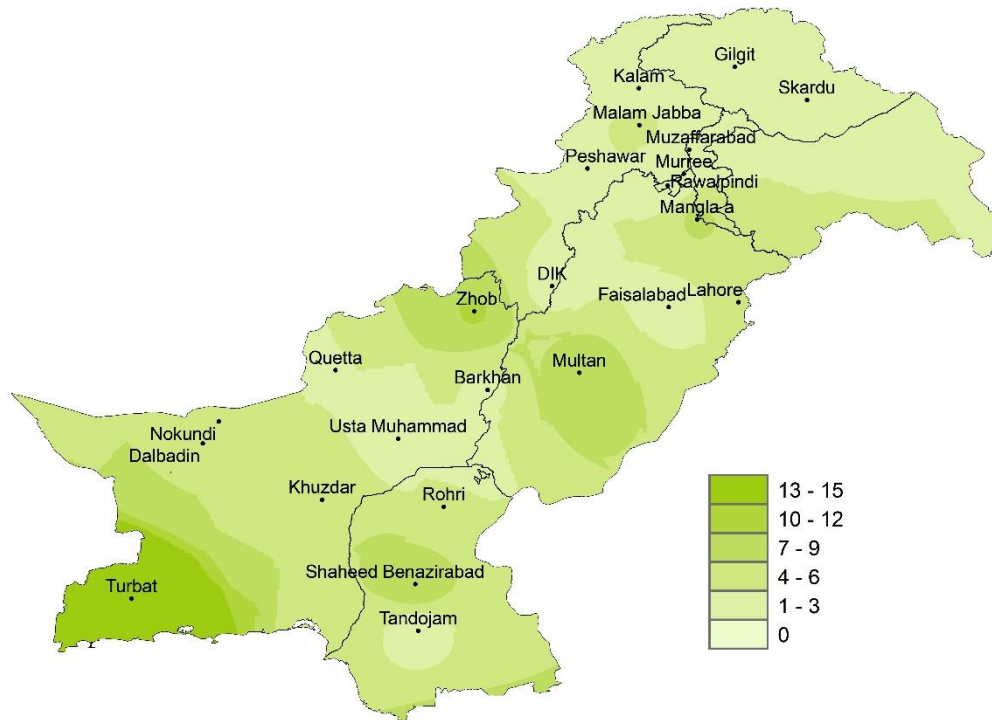 Gilgit
Kalam
Skardu
Malam Jabba
Muzaffarabad
Peshawar
Murree
Rawalpindi
Mangla a
DIK
Zhob
Faisalabad
Lahore
Quetta
Multan
Barkhan
Usta Muhammad
Nokundi
Dalbadin
Khuzdar
Rohri
Shaheed Benazirabad
Turbat
Tandojam
13 - 15
10 - 12
7 - 9
4 - 6
1 - 3
0